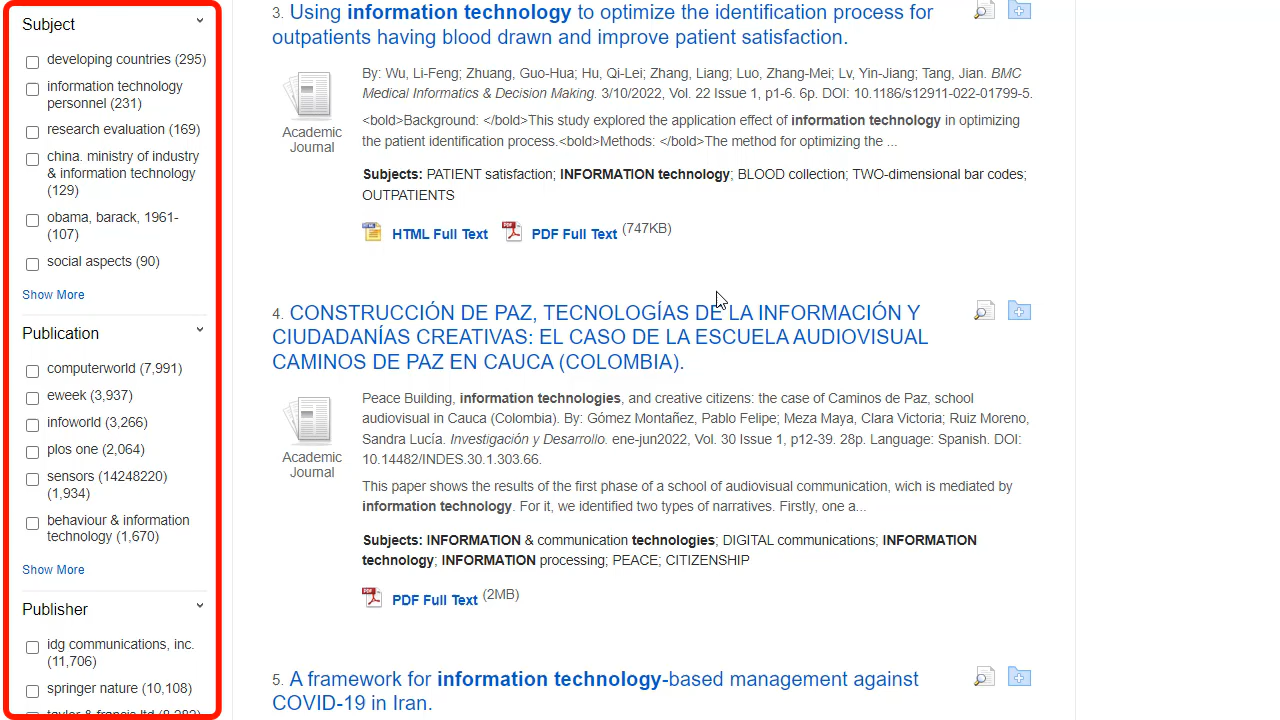 Subject
developing countries (295)
information technology
personnel (231)
research evaluation (169)
china. ministry of industry
& information technology
(129)
obama, barack, 1961-
(107)
social aspects (90)
Show More
Publication
computerworld (7,991)
eweek (3,937)
infoworld (3,266)
plos one (2,064)
sensors (14248220)
(1,934)
behaviour & information
technology (1,670)
Show More
Publisher
idg communications, inc.
(11,706)
springer nature (10,108)
taylor & francis ltd (8,282)
3. Using information technology to optimize the identification process for
outpatients having blood drawn and improve patient satisfaction.
Academic
Journal
By: Wu, Li-Feng; Zhuang, Guo-Hua; Hu, Qi-Lei; Zhang, Liang; Luo, Zhang-Mei; Lv, Yin-Jiang; Tang, Jian. BMC
Medical Informatics & Decision Making. 3/10/2022, Vol. 22 Issue 1, p1-6. 6p. DOI: 10.1186/s12911-022-01799-5.
<bold>Background: </bold>This study explored the application effect of information technology in optimizing
the patient identification process.<bold>Methods: </bold>The method for optimizing the ...
Subjects: PATIENT satisfaction; INFORMATION technology; BLOOD collection; TWO-dimensional bar codes;
OUTPATIENTS
HTML Full Text PDF Full Text (747KB)
4. CONSTRUCCIÓN DE PAZ, TECNOLOGÍAS DE LA INFORMACIÓN Y
CIUDADANÍAS CREATIVAS: EL CASO DE LA ESCUELA AUDIOVISUAL
CAMINOS DE PAZ EN CAUCA (COLOMBIA).
Academic
Journal
Peace Building, information technologies, and creative citizens: the case of Caminos de Paz, school
audiovisual in Cauca (Colombia). By: Gómez Montañez, Pablo Felipe; Meza Maya, Clara Victoria; Ruiz Moreno,
Sandra Lucía. Investigación y Desarrollo. ene-jun2022, Vol. 30 Issue 1, p12-39. 28p. Language: Spanish. DOI:
10.14482/INDES.30.1.303.66.
This paper shows the results of the first phase of a school of audiovisual communication, wich is mediated by
information technology. For it, we identified two types of narratives. Firstly, one a...
Subjects: INFORMATION & communication technologies; DIGITAL communications; INFORMATION
technology; INFORMATION processing; PEACE; CITIZENSHIP
PDF Full Text (2MB)
5. A framework for information technology-based management against
COVID-19 in Iran.